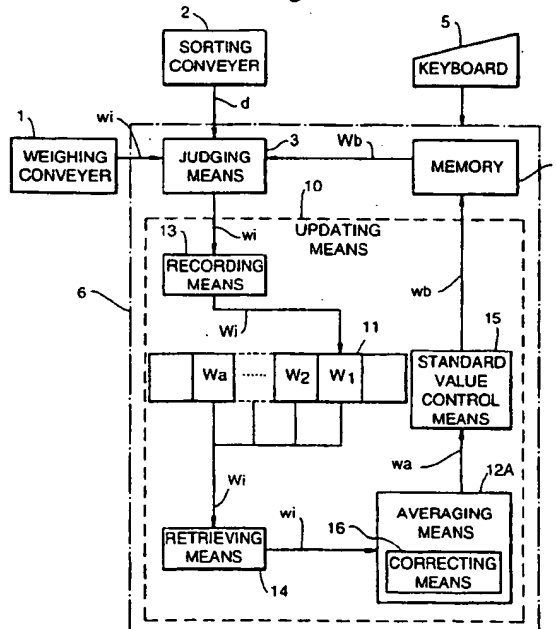 2
SORTING
CONVEYER
5
KEYBOARD
d
1
wi
WEIGHING
CONVEYER
3
JUDGING
MEANS
Wb
MEMORY
10
UPDATING
MEANS
wi
13
RECORDING
MEANS
6
Wi
11
wb
15
Wa ...... W2 W1
STANDARD
VALUE
CONTROL
MEANS
wa
12A
Wi
RETRIEVING
MEANS
14
wi
AVERAGING
MEANS
16
CORRECTING
MEANS